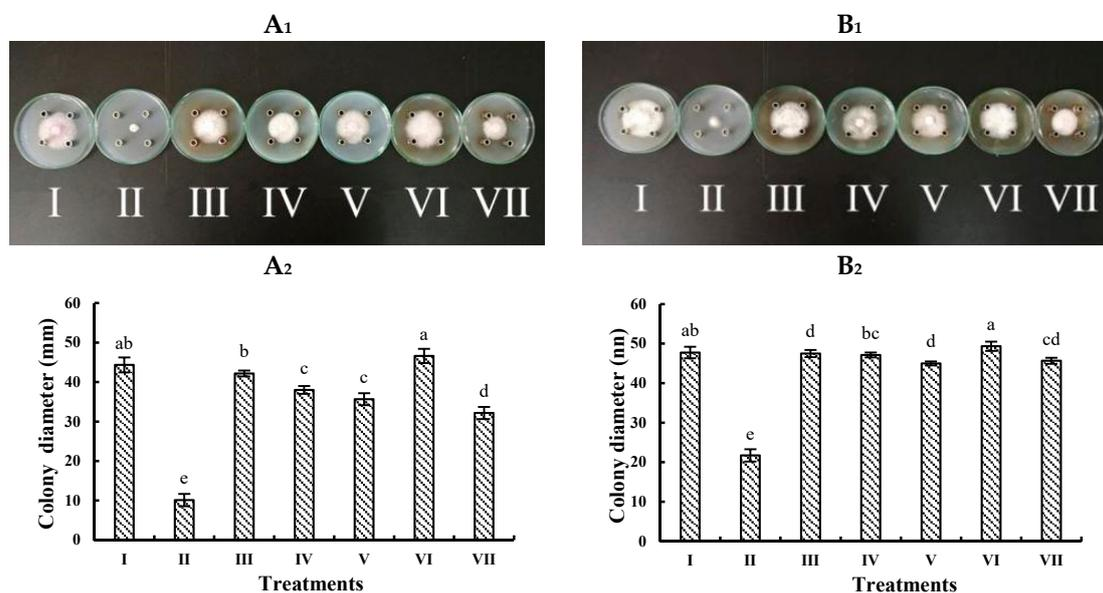 A1
B1
I II III IV V VI VII
I II III IV V VI VII
A2
B2
60
50
40
30
20
10
0
Colony diameter (mm)
ab
e
b
c
c
a
d
I II III IV V VI VII
Treatments
60
50
40
30
20
10
0
Colony diameter (nn)
ab
e
d
bc
d
a
cd
I II III IV V VI VII
Treatments